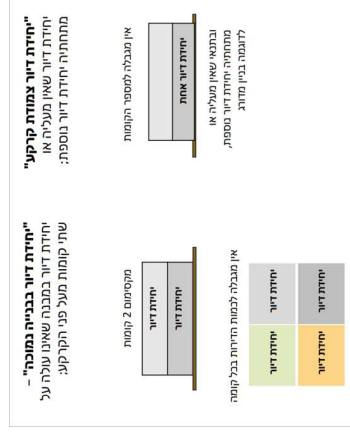 "יחידת דיור צמודת קרקע"
יחידת דיור שאין מעליה או
מתחתיה יחידת דיור נוספת;
אין מגבלה למספר הקומות
יחידת דיור אחת
ובתנאי שאין מעליה או
מתחתיה יחידת דיור נוספת,
לדוגמה בניין מדורג
"יחידת דיור בבנייה נמוכה" –
יחידת דיור במבנה שאינו עולה על
שתי קומות מעל פני הקרקע;
מקסימום 2 קומות
יחידת דיור
יחידת דיור
אין מגבלה לכמות הדירות בכל קומה
יחידת דיור
יחידת דיור
יחידת דיור
יחידת דיור